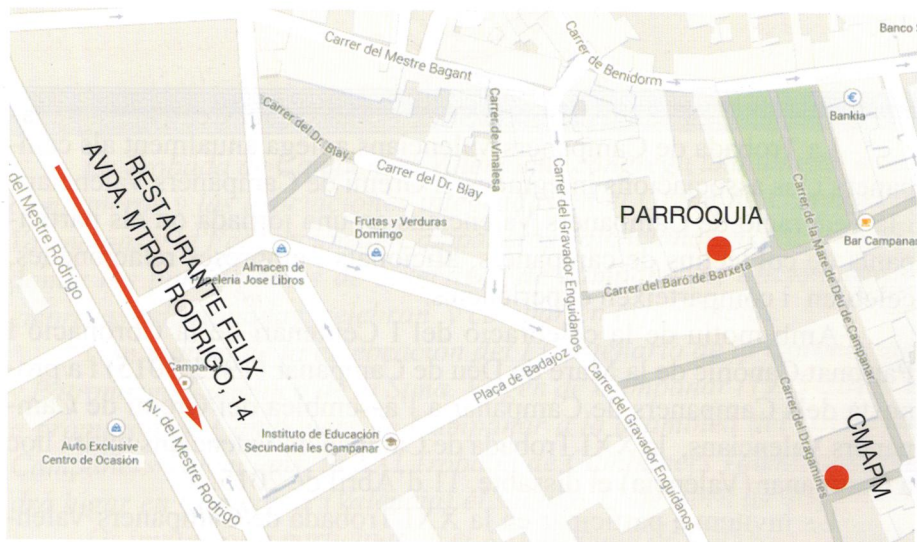 Carrer del Mestre Bagant
Carrer de Benidorm
Banco
€
Bankia
Carrer del Dr. Blay
Carrer del Dr. Blay
Carrer de Vinalesa
Carrer del Gravador Enguídanos
Frutas y Verduras
Domingo
PARROQUIA
Carrer de la Mare de Déu de Campanar
Bar Campanar
Carrer del Baró de Barxeta
RESTAURANTE FELIX
AVDA. MTRO. RODRIGO, 14
del Mestre Rodrigo
Almacen de
Papeleria Jose Libros
Campanar
Plaça de Badajoz
Carrer del Gravador Enguídanos
Carrer del Dragamines
CMAPM
Av. del Mestre Rodrigo
Auto Exclusive
Centro de Ocasión
Instituto de Educación
Secundaria les Campanar